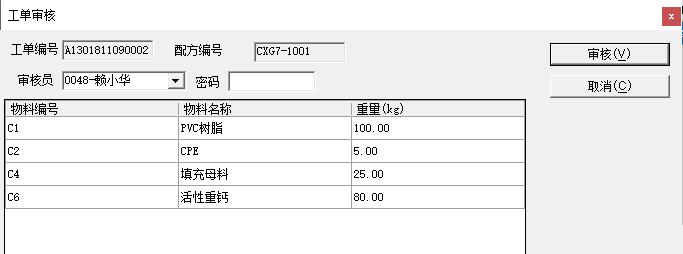 工单审核
工单编号 A1301811090002 配方编号 CXG7-1001 审核(V)
审核员 0048-赖小华 密码 取消(C)
物料编号 物料名称 重量(kg)
C1 PVC树脂 100.00
C2 CPE 5.00
C4 填充母料 25.00
C6 活性重钙 80.00